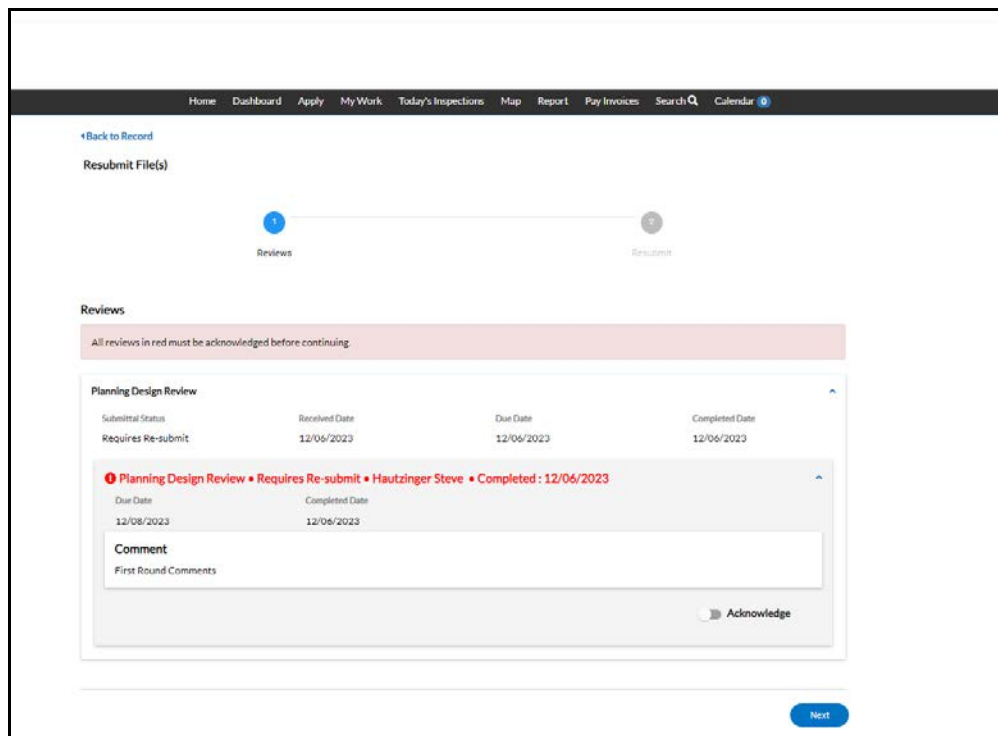 Home Dashboard Apply My Work Today's Inspections Map Report Pay Invoices Search Calendar 0
Back to Record
Resubmit File(s)
1 2
Reviews Resubmit
Reviews
All reviews in red must be acknowledged before continuing.
Planning Design Review
Submittal Status Received Date Due Date Completed Date
Requires Re-submit 12/06/2023 12/06/2023 12/06/2023
Planning Design Review • Requires Re-submit • Hautzinger Steve • Completed : 12/06/2023
Due Date Completed Date
12/08/2023 12/06/2023
Comment
First Round Comments
Acknowledge
Next